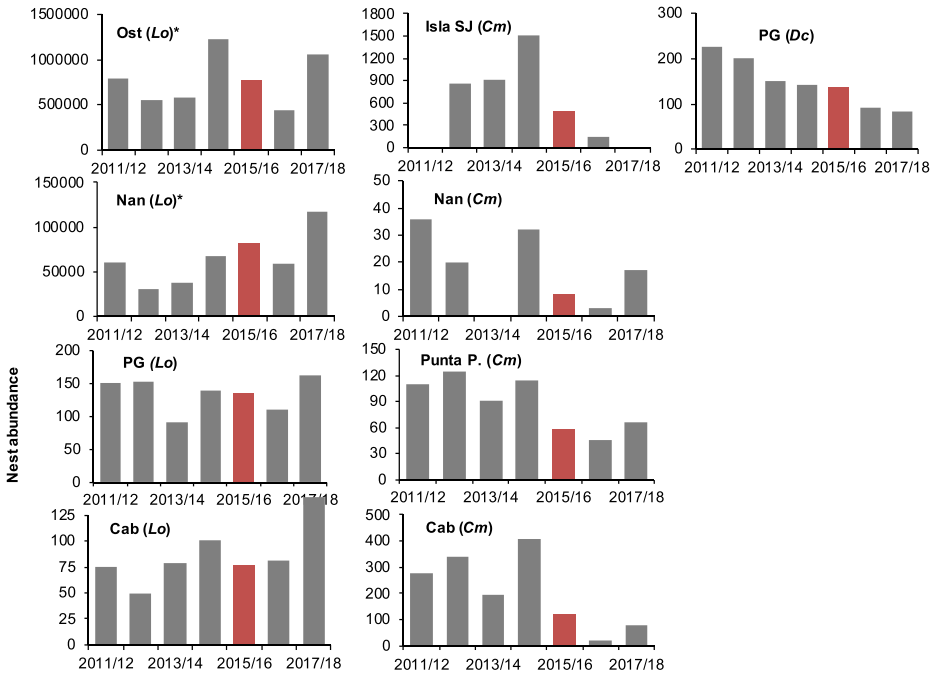 Nest abundance
Ost (Lo)*
1500000
1000000
500000
0
2011/12 2013/14 2015/16 2017/18
Isla SJ (Cm)
1800
1500
1200
900
600
300
0
2011/12 2013/14 2015/16 2017/18
PG (Dc)
300
200
100
0
2011/12 2013/14 2015/16 2017/18
Nan (Lo)*
150000
100000
50000
0
2011/12 2013/14 2015/16 2017/18
Nan (Cm)
50
40
30
20
10
0
2011/12 2013/14 2015/16 2017/18
PG (Lo)
200
150
100
50
0
2011/12 2013/14 2015/16 2017/18
Punta P. (Cm)
150
120
90
60
30
0
2011/12 2013/14 2015/16 2017/18
Cab (Lo)
125
100
75
50
25
0
2011/12 2013/14 2015/16 2017/18
Cab (Cm)
500
400
300
200
100
0
2011/12 2013/14 2015/16 2017/18